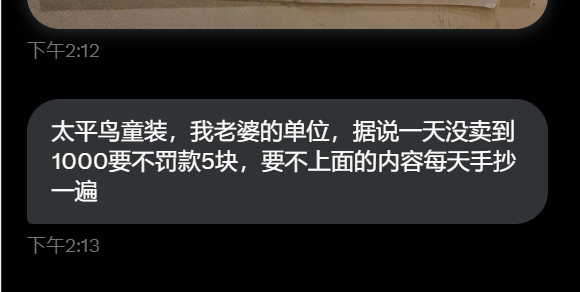 下午2:12
太平鸟童装，我老婆的单位，据说一天没卖到
1000要不罚款5块，要不上面的内容每天手抄
一遍
下午2:13